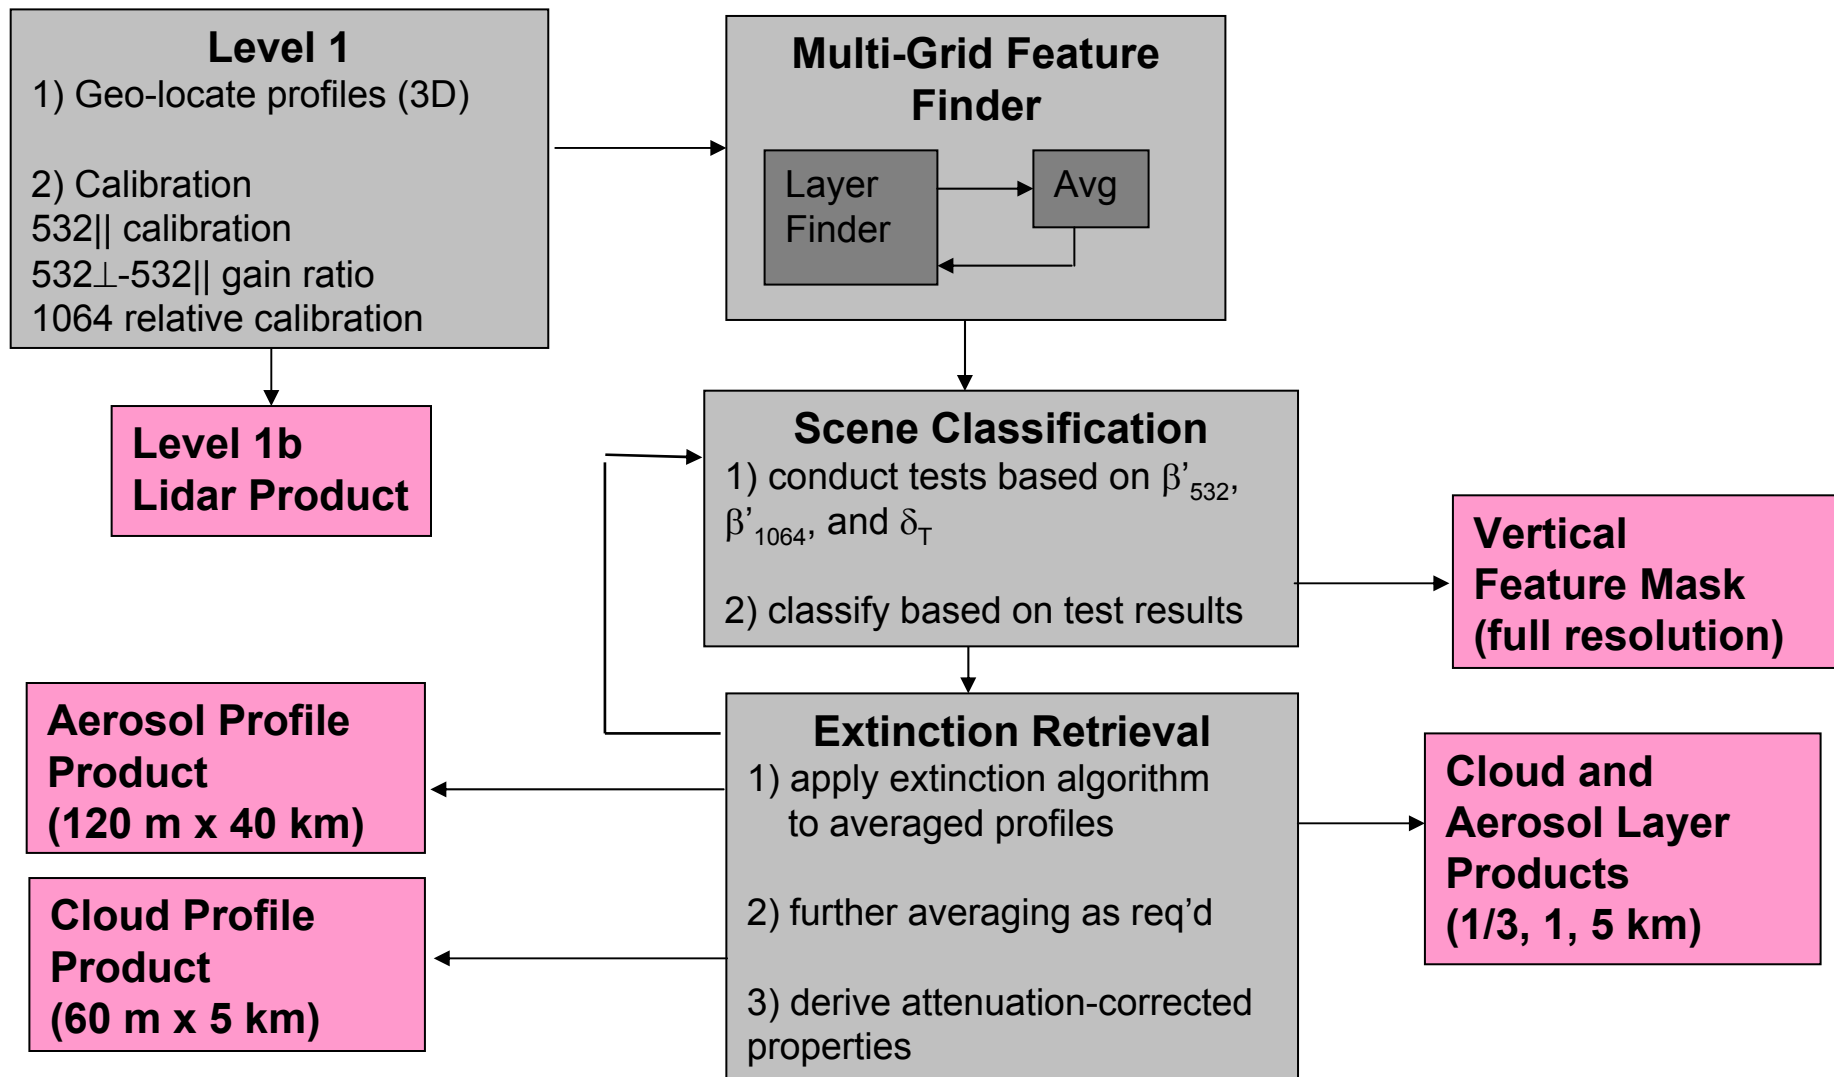 Level 1
1) Geo-locate profiles (3D)
2) Calibration
532|| calibration
532⊥-532|| gain ratio
1064 relative calibration
Multi-Grid Feature
Finder
Layer
Finder
Avg
Level 1b
Lidar Product
Scene Classification
1) conduct tests based on β’532,
β’1064, and δT
2) classify based on test results
Vertical
Feature Mask
(full resolution)
Aerosol Profile
Product
(120 m x 40 km)
Cloud Profile
Product
(60 m x 5 km)
Extinction Retrieval
1) apply extinction algorithm
to averaged profiles
2) further averaging as req’d
3) derive attenuation-corrected
properties
Cloud and
Aerosol Layer
Products
(1/3, 1, 5 km)